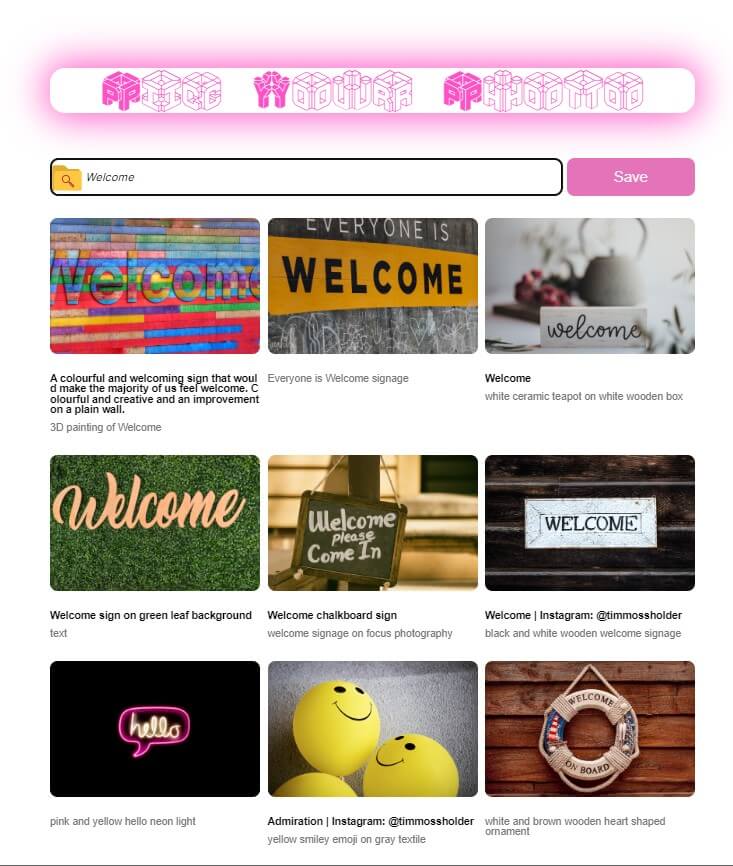 Pic Your Photo
Welcome
Save
Welcome
EVERYONE IS
WELCOME
welcome
A colourful and welcoming sign that woul
d make the majority of us feel welcome. C
olourful and creative and an improvement
on a plain wall.
3D painting of Welcome
Everyone is Welcome signage
Welcome
white ceramic teapot on white wooden box
Welcome
Welcome
please
Come In
WELCOME
Welcome sign on green leaf background
text
Welcome chalkboard sign
welcome signage on focus photography
Welcome | Instagram: @timmossholder
black and white wooden welcome signage
hello
WELCOME
ON BOARD
pink and yellow hello neon light
Admiration | Instagram: @timmossholder
yellow smiley emoji on gray textile
white and brown wooden heart shaped
ornament